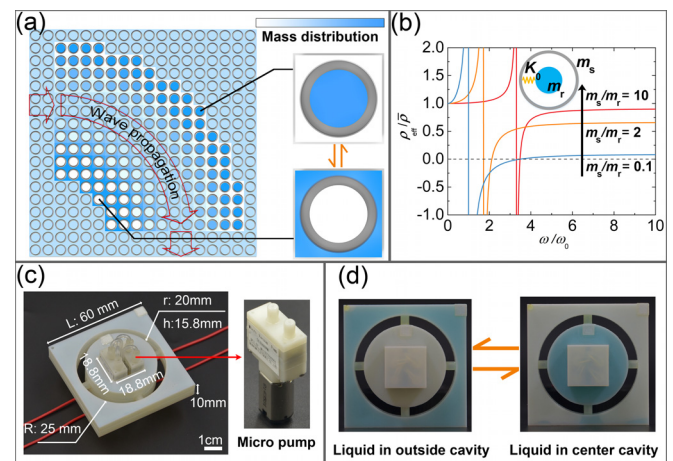 (a)
Mass distribution
Wave propagation
(b)
ρeff/ρ̄
2.0
1.5
1.0
0.5
0.0
-0.5
-1.0
K0
ms
mr
ms/mr= 10
ms/mr= 2
ms/mr= 0.1
0 2 4 6 8 10
ω/ω0
(c)
L: 60 mm
r: 20mm
h:15.8mm
18.8mm
18.8mm
10mm
R: 25 mm
1cm
Micro pump
(d)
Liquid in outside cavity
Liquid in center cavity